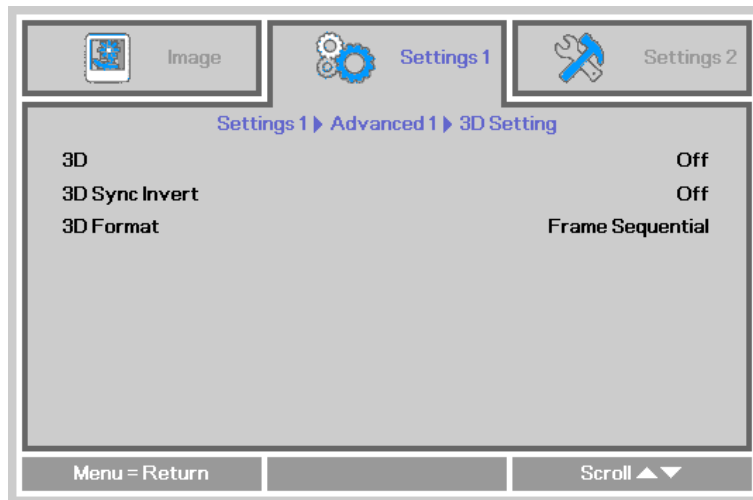 Image
Settings 1
Settings 2
Settings 1 ▶ Advanced 1 ▶ 3D Setting
3D Off
3D Sync Invert Off
3D Format Frame Sequential
Menu = Return
Scroll ▲▼